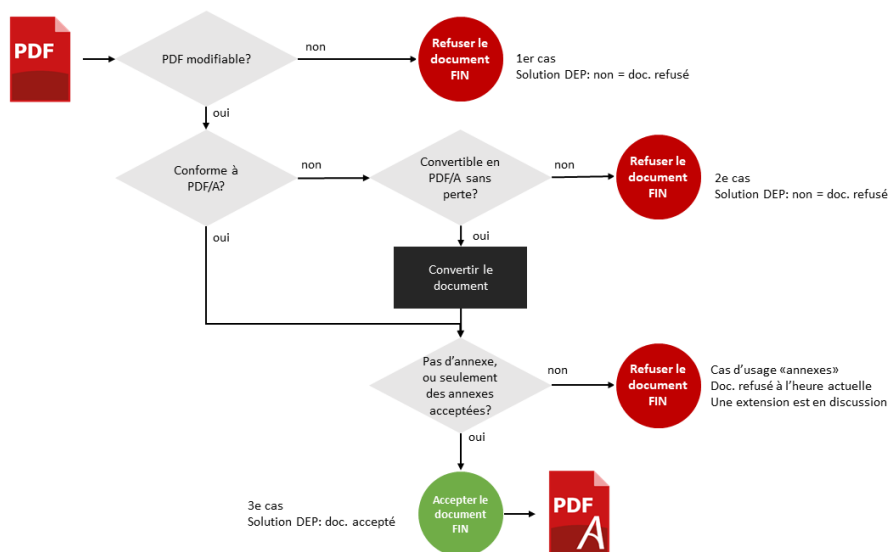 PDF
PDF modifiable?
non
Refuser le
document
FIN
1er cas
Solution DEP: non = doc. refusé
oui
Conforme à
PDF/A?
non
Convertible en
PDF/A sans
perte?
non
Refuser le
document
FIN
2e cas
Solution DEP: non = doc. refusé
oui
oui
Convertir le
document
Pas d’annexe,
ou seulement
des annexes
acceptées?
non
Refuser le
document
FIN
Cas d’usage «annexes»
Doc. refusé à l’heure actuelle
Une extension est en discussion
oui
3e cas
Solution DEP: doc. accepté
Accepter le
document
FIN
PDF
A